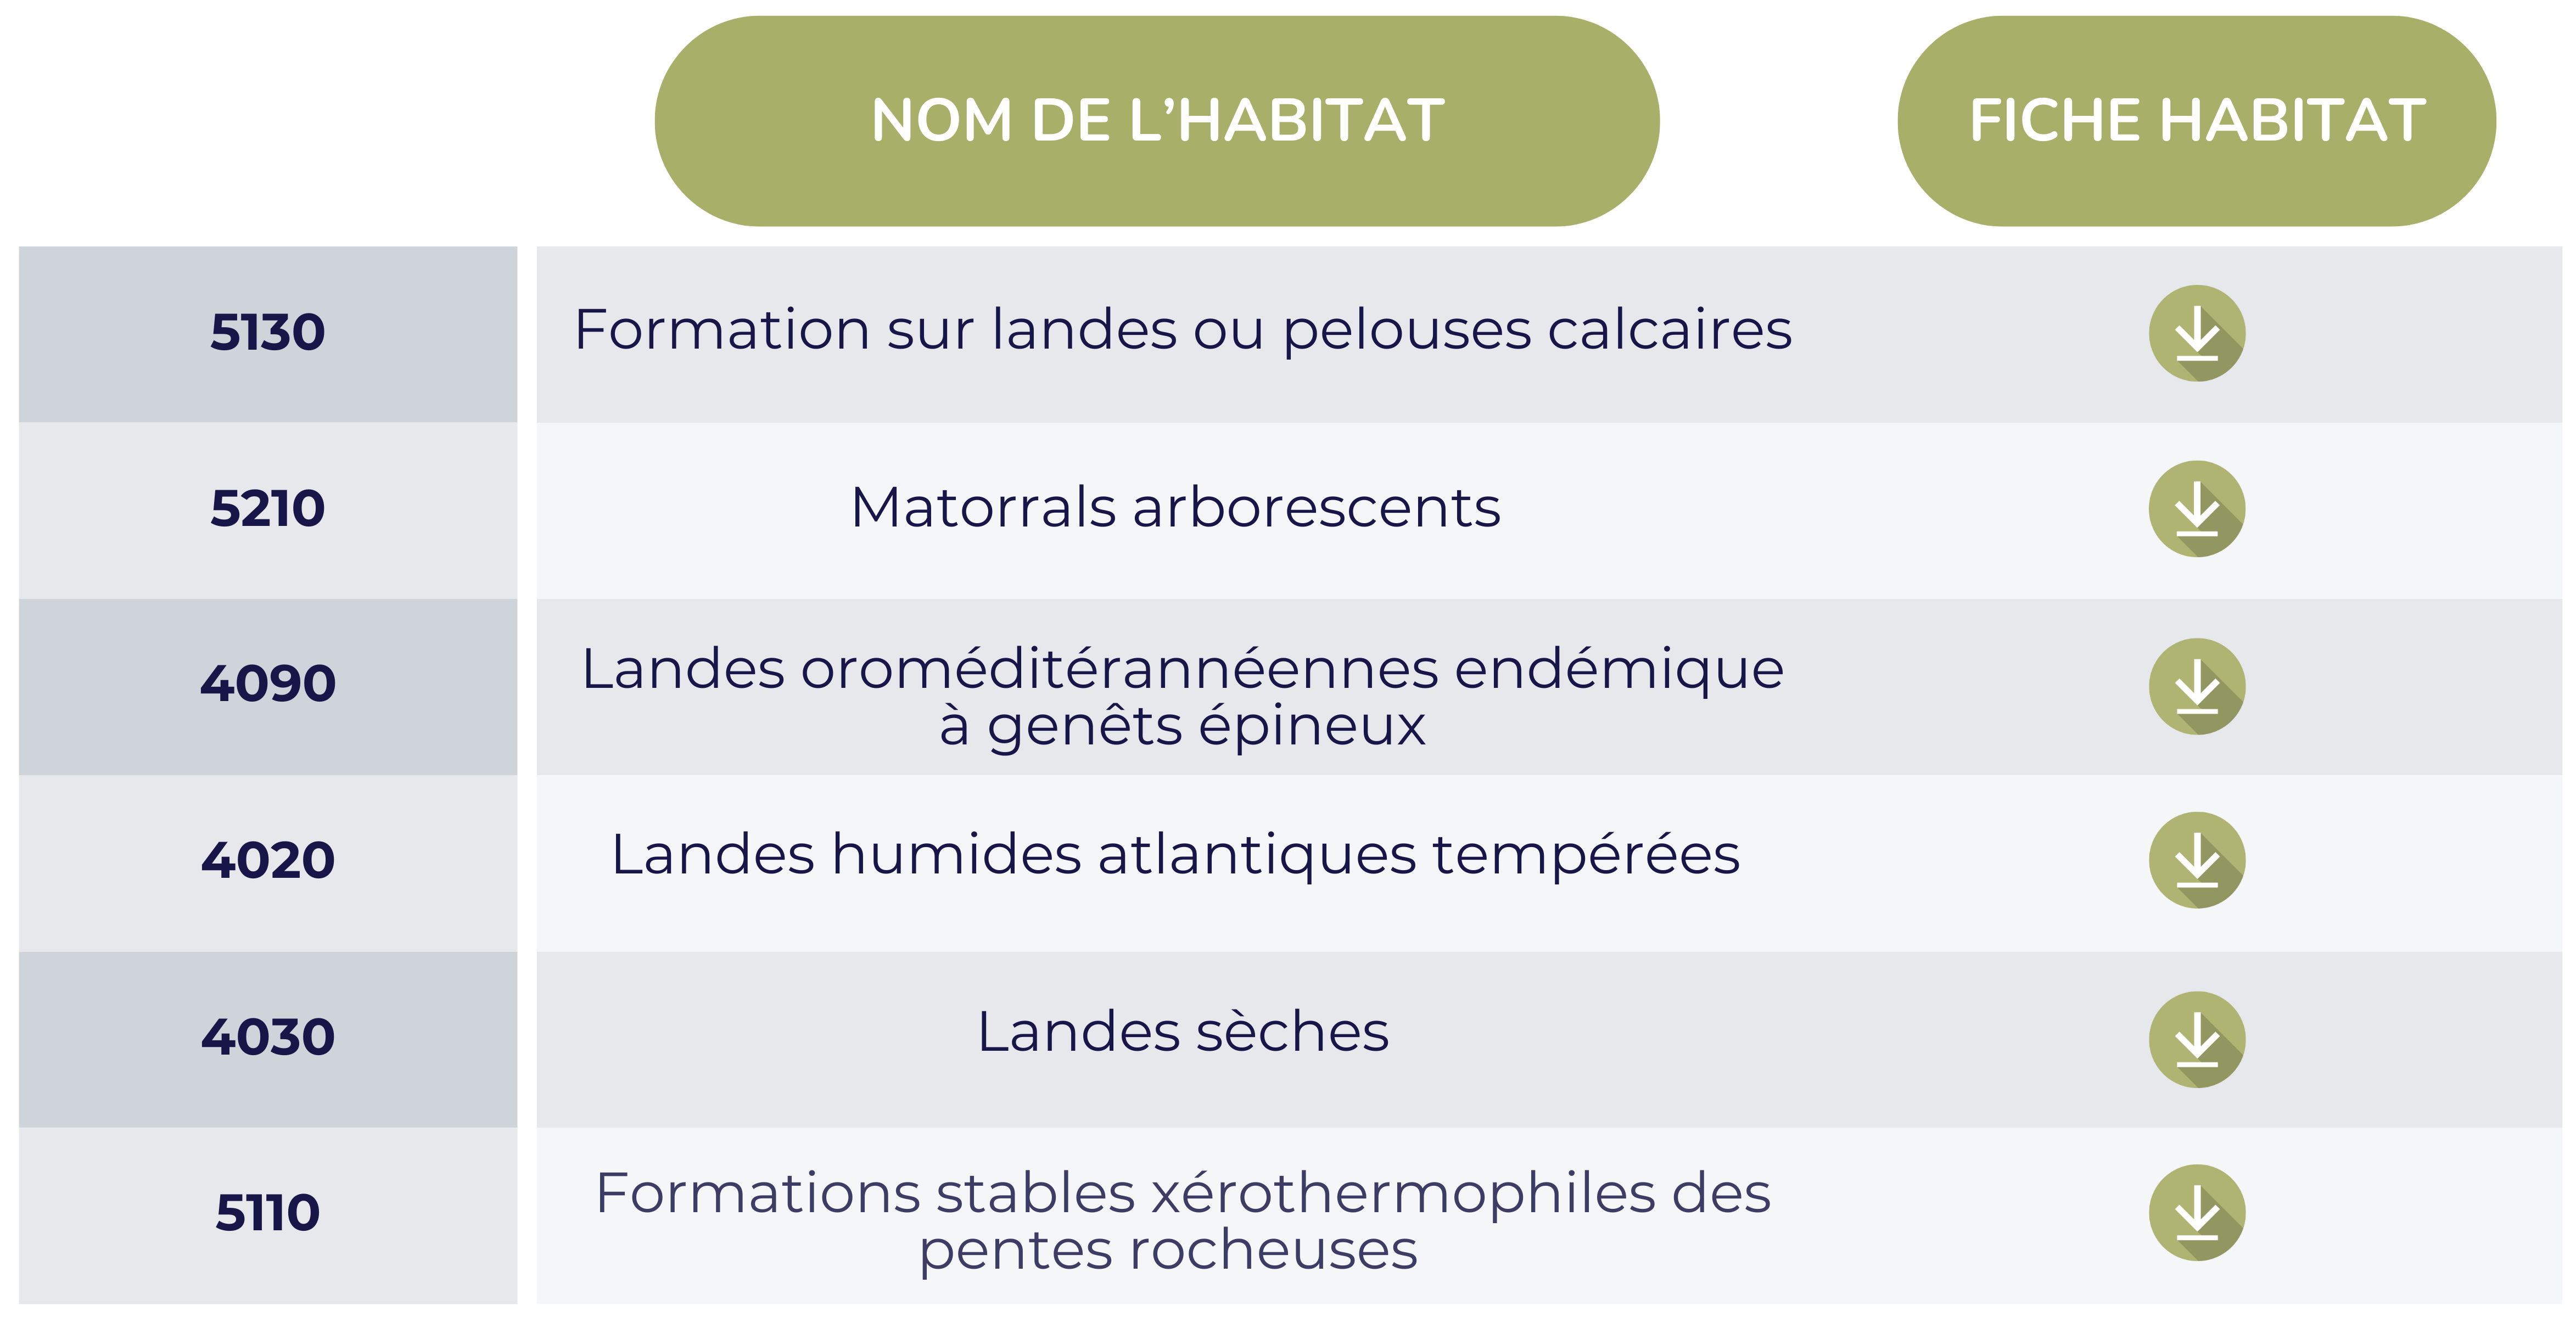 NOM DE L’HABITAT
FICHE HABITAT
5130
Formation sur landes ou pelouses calcaires
5210
Matorrals arborescents
4090
Landes oroméditérannéennes endémique
à genêts épineux
4020
Landes humides atlantiques tempérées
4030
Landes sèches
5110
Formations stables xérothermophiles des
pentes rocheuses